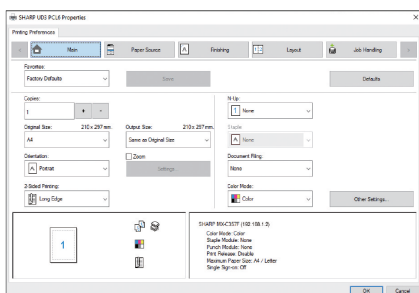 SHARP UD3 PCL6 Properties
Printing Preferences
Main
Paper Source
Finishing
Layout
Job Handling
Favorites:
Factory Defaults
Save
Defaults
Copies:
1
N-Up:
1 None
Original Size: 210 x 297 mm.
A4
Output Size: 210 x 297 mm.
Same as Original Size
Staple
None
Orientation:
Portrait
Zoom
Settings
Document Filing:
None
2-Sided Printing:
Long Edge
Color Mode:
Color
Other Settings...
1
SHARP MX-C357F (192.168.1.2)
Color Mode: Color
Staple Module: None
Punch Module: None
Print Release: Disable
Maximum Paper Size: A4 / Letter
Single Sign-on: Off
OK
Cancel